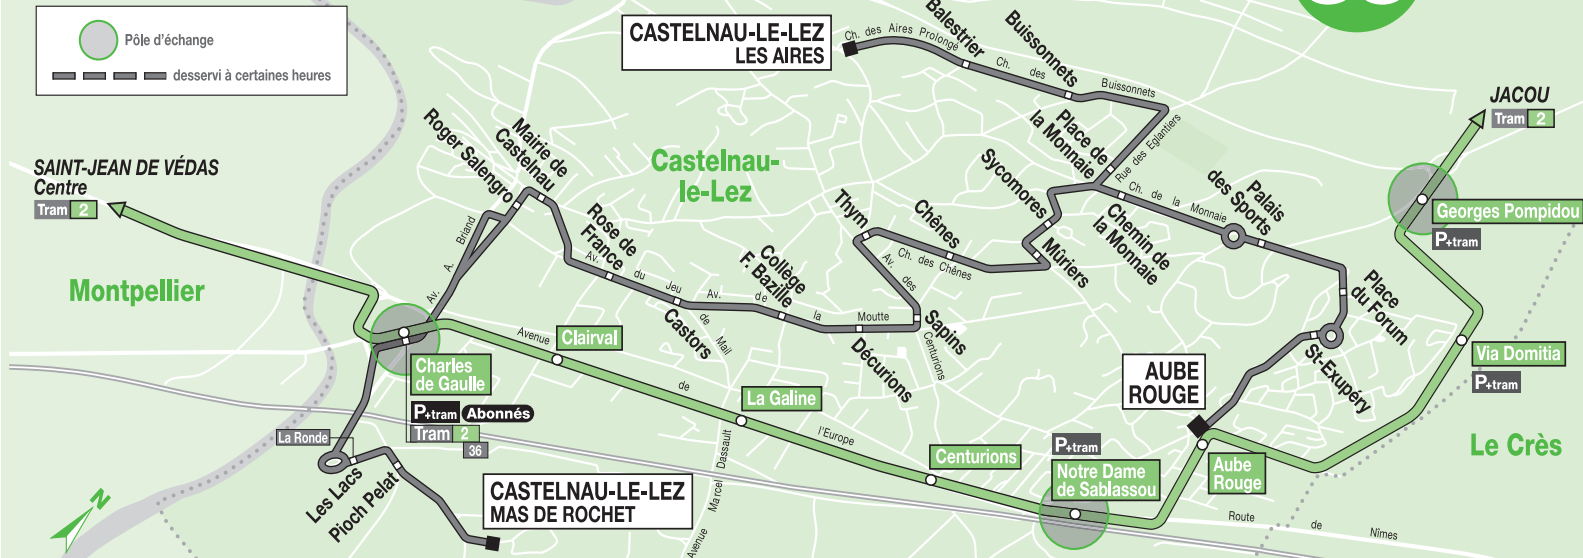 Pôle d'échange
desservi à certaines heures
CASTELNAU-LE-LEZ
LES AIRES
Ch. des Aires Prolongé
Balestrier
Ch. des Buissonnets
Buissonnets
Place de
la Monnaie
Rue des Eglantiers
JACOU
Tram 2
SAINT-JEAN DE VÉDAS
Centre
Tram 2
Roger Salengro
Mairie de
Castelnau
Castelnau-
le-Lez
Sycomores
Ch. de la Monnaie
Palais
des Sports
Georges Pompidou
P+tram
Montpellier
Av. A. Briand
Rose de
France
Av. du Jeu de Mail
Castors
Collège
F. Bazille
Av. de la Moutte
Décurions
Thym
Av. des Centurions
Sapins
Chênes
Ch. des Chênes
Mûriers
Chemin de
la Monnaie
Place
du Forum
St-Exupéry
Via Domitia
P+tram
Charles
de Gaulle
P+tram Abonnés
Tram 2
36
Avenue de l'Europe
Clairval
La Galine
Centurions
AUBE
ROUGE
P+tram
Notre Dame
de Sablassou
Aube
Rouge
Le Crès
La Ronde
Les Lacs
Pioch Pelat
CASTELNAU-LE-LEZ
MAS DE ROCHET
Avenue Marcel Dassault
Route de Nîmes
N